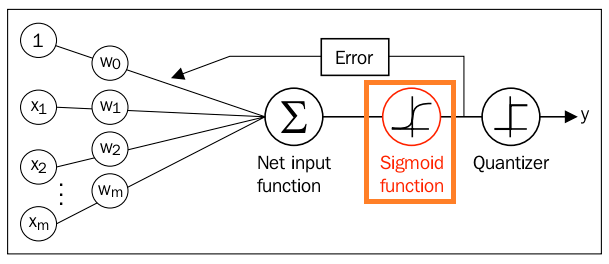 1
w0
Error
x1
w1
Σ
y
x2
w2
Net input
function
Sigmoid
function
Quantizer
wm
xm